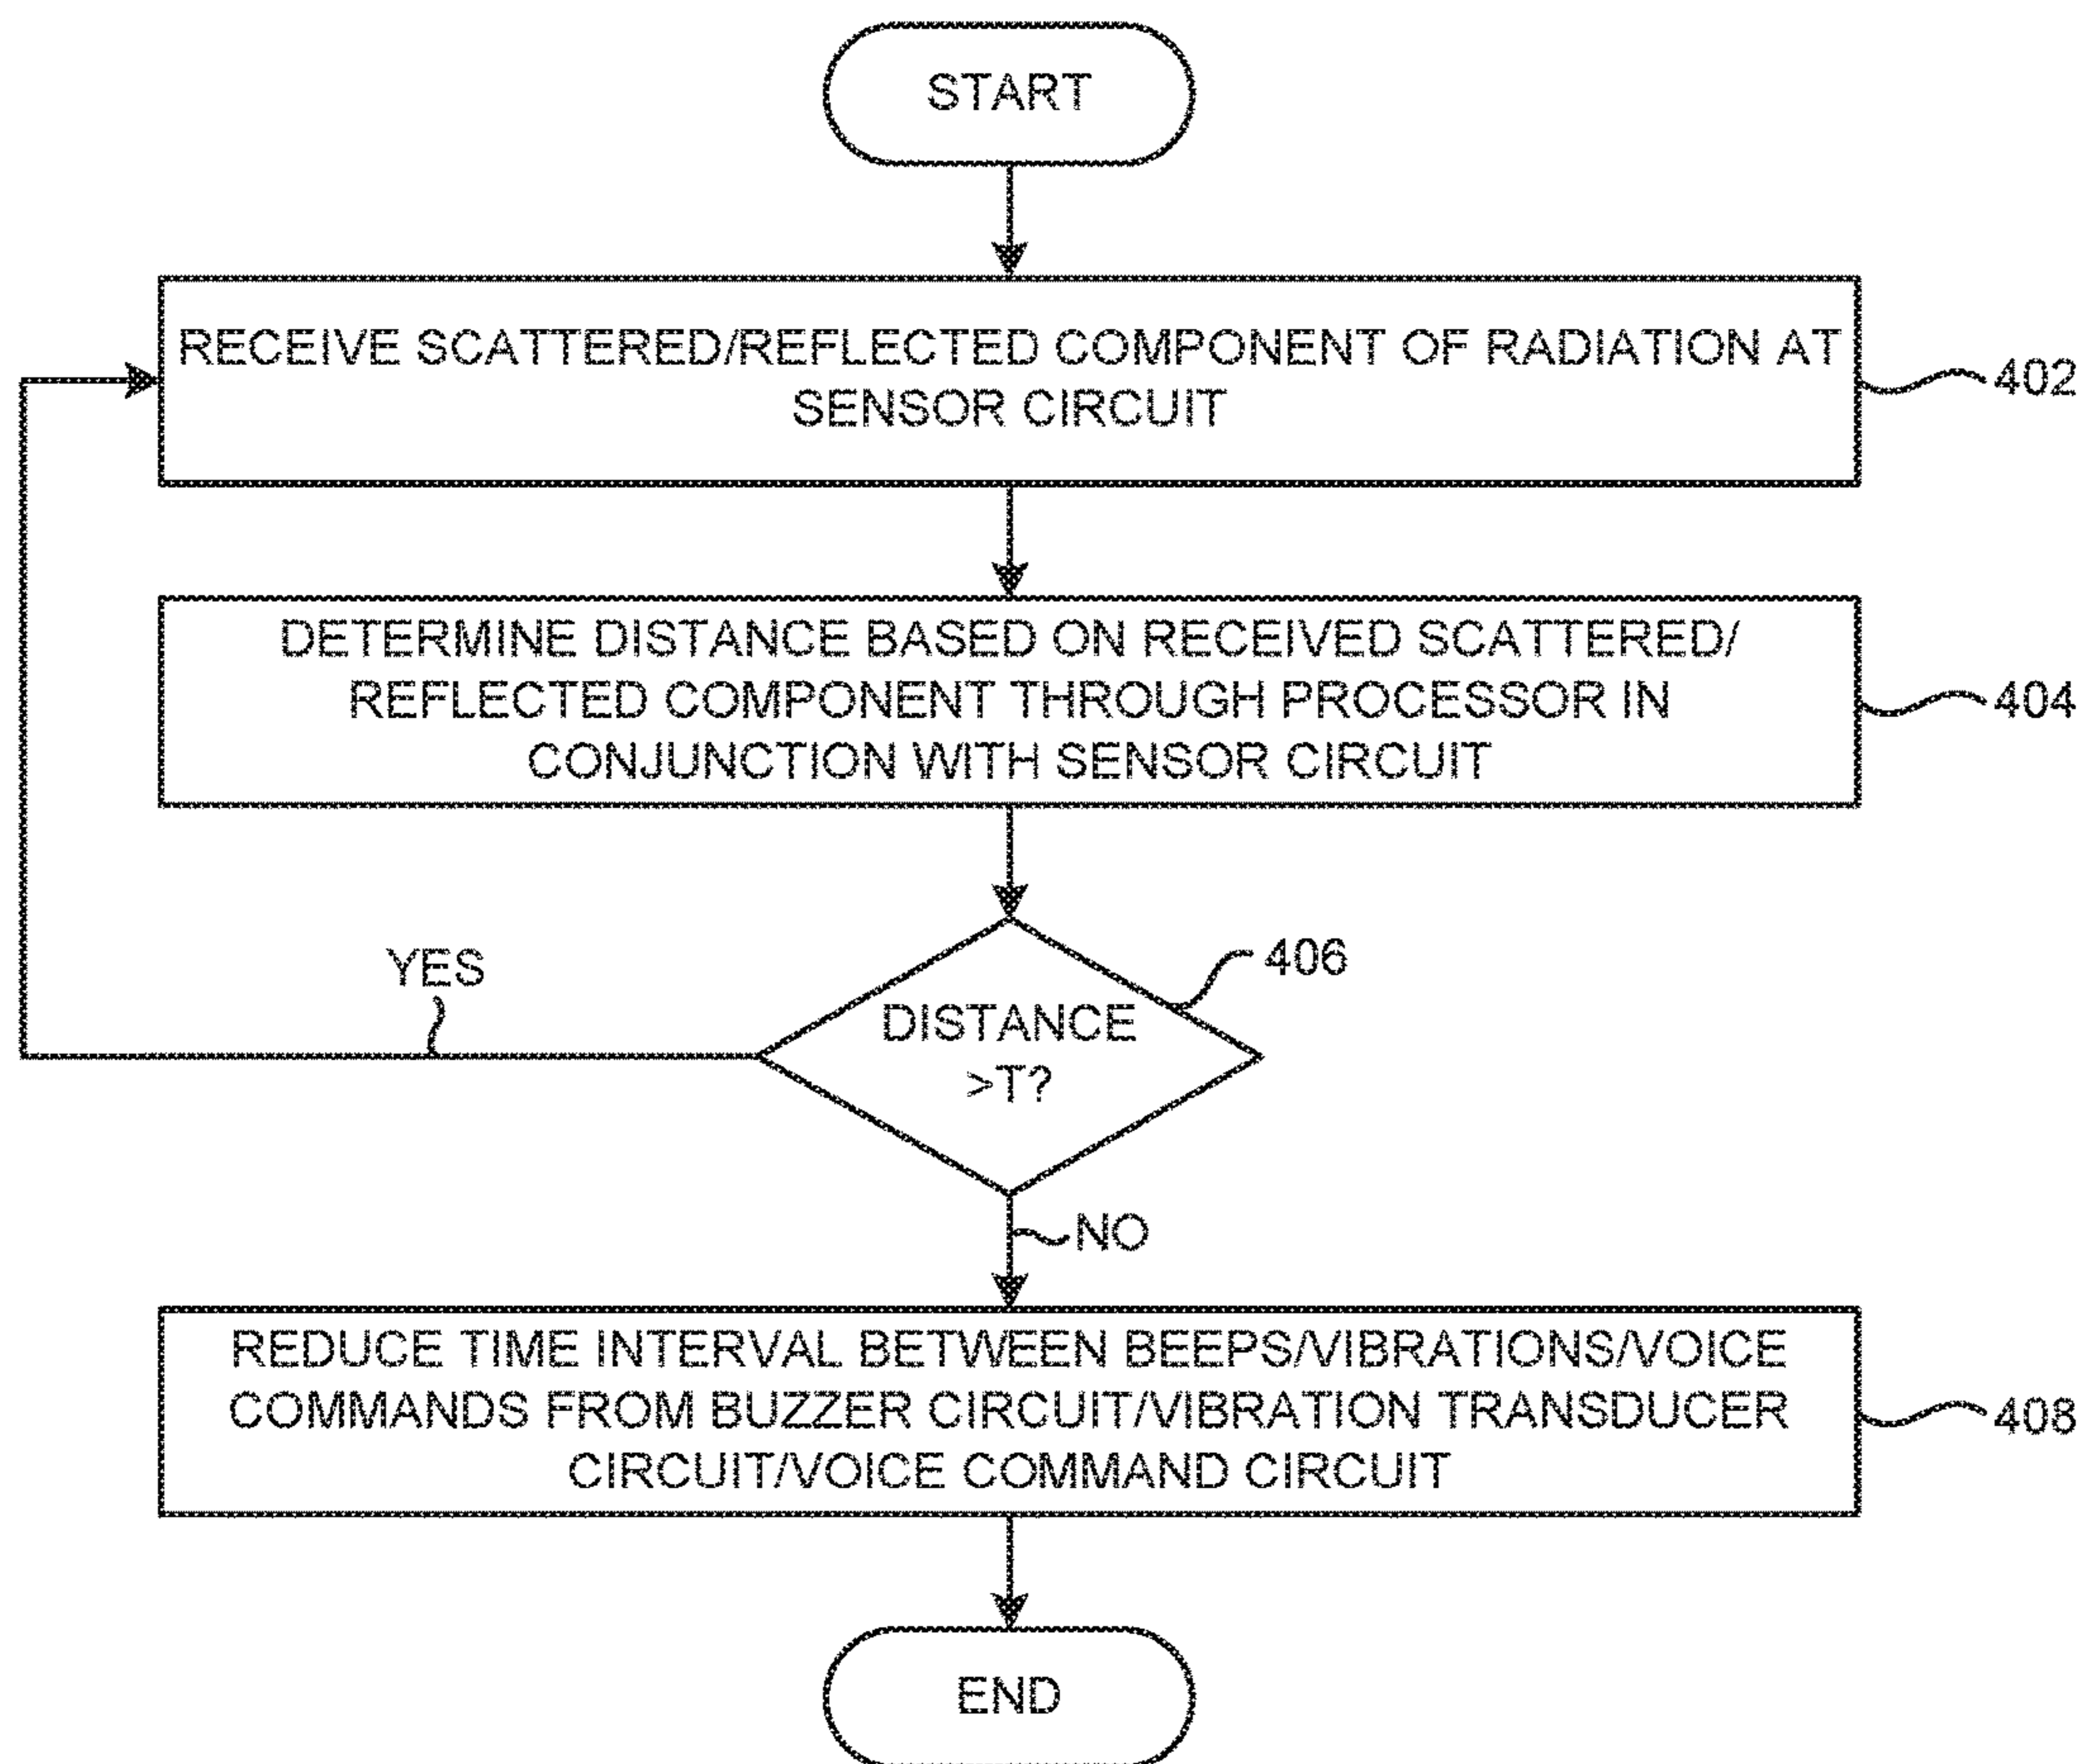 START
RECEIVE SCATTERED/REFLECTED COMPONENT OF RADIATION AT
SENSOR CIRCUIT
402
DETERMINE DISTANCE BASED ON RECEIVED SCATTERED/
REFLECTED COMPONENT THROUGH PROCESSOR IN
CONJUNCTION WITH SENSOR CIRCUIT
404
YES
406
DISTANCE
>T?
NO
REDUCE TIME INTERVAL BETWEEN BEEPS/VIBRATIONS/VOICE
COMMANDS FROM BUZZER CIRCUIT/VIBRATION TRANSDUCER
CIRCUIT/VOICE COMMAND CIRCUIT
408
END